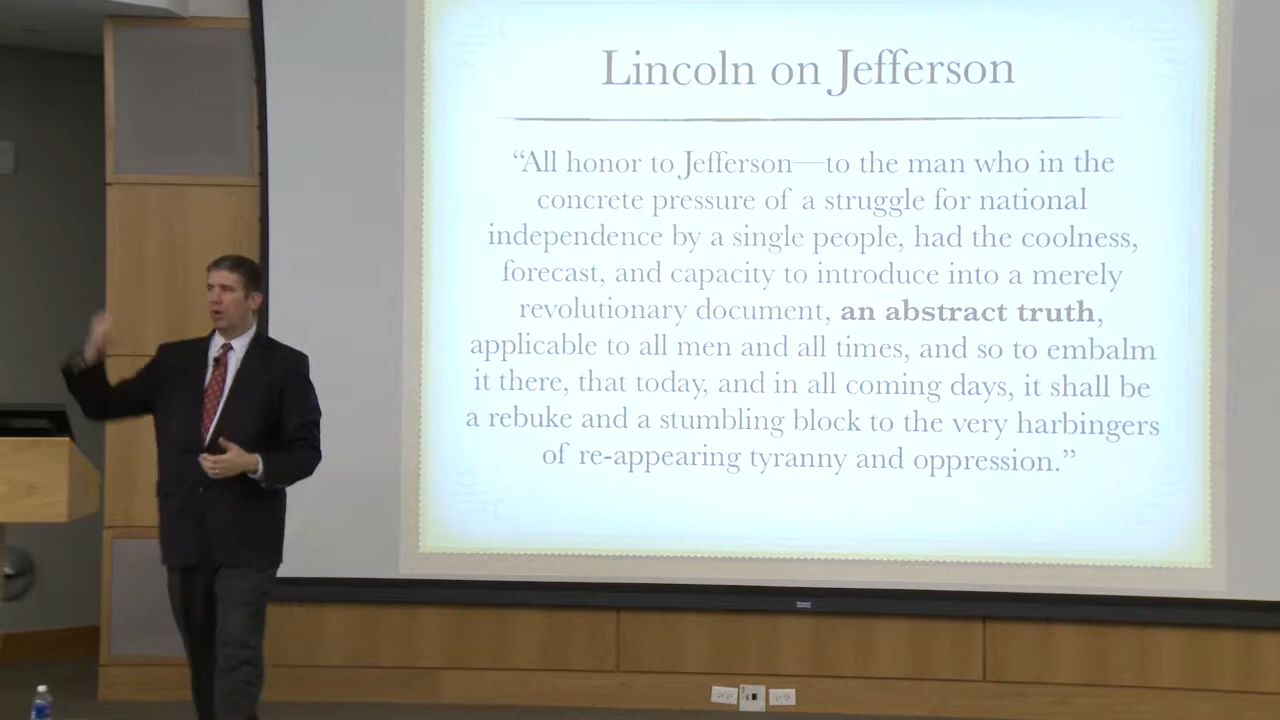 Lincoln on Jefferson
“All honor to Jefferson—to the man who in the
concrete pressure of a struggle for national
independence by a single people, had the coolness,
forecast, and capacity to introduce into a merely
revolutionary document, an abstract truth,
applicable to all men and all times, and so to embalm
it there, that today, and in all coming days, it shall be
a rebuke and a stumbling block to the very harbingers
of re-appearing tyranny and oppression.”